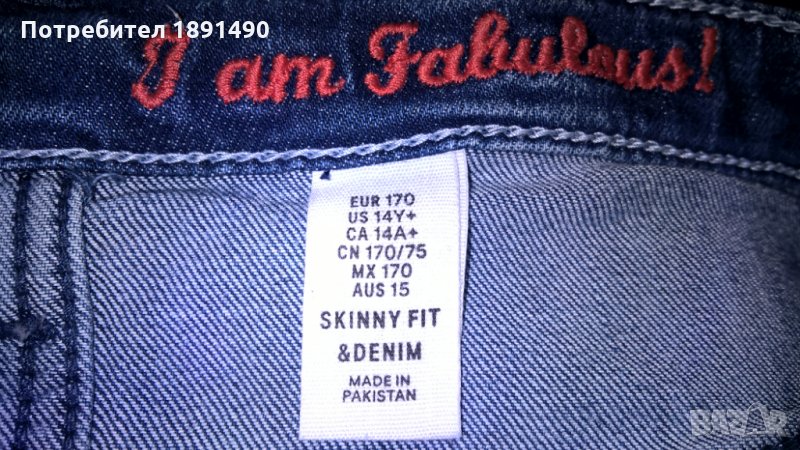 Потребител 1891490
I am Fabulous!
EUR 170
US 14Y+
CA 14A+
CN 170/75
MX 170
AUS 15
SKINNY FIT
&DENIM
MADE IN
PAKISTAN
BAZAR